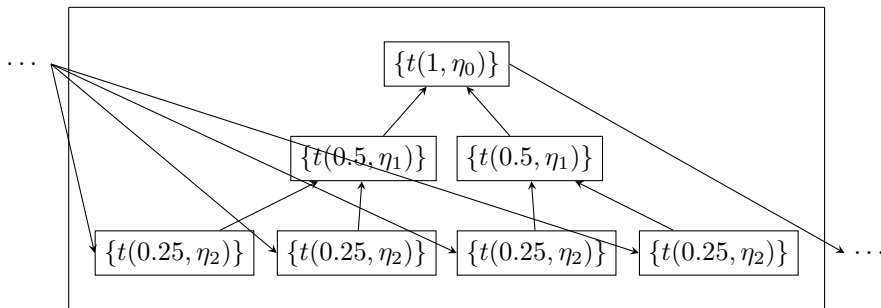 … {t(1, η₀)}
{t(0.5, η₁)} {t(0.5, η₁)}
{t(0.25, η₂)} {t(0.25, η₂)} {t(0.25, η₂)} {t(0.25, η₂)} …